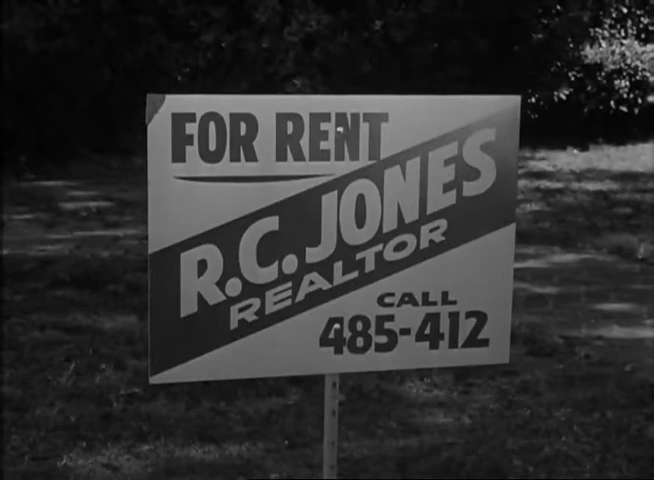 FOR RENT
R.C. JONES
REALTOR
CALL
485-412